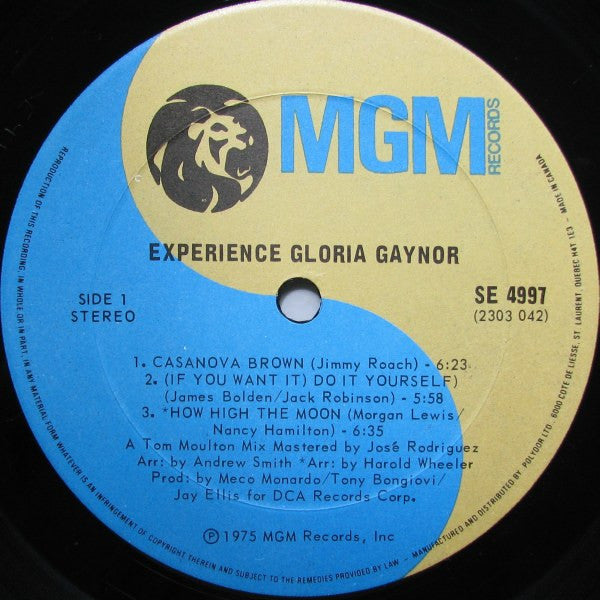 MGM
RECORDS
EXPERIENCE GLORIA GAYNOR
SIDE 1
STEREO
SE 4997
(2303 042)
1. CASANOVA BROWN (Jimmy Roach) - 6:23
2. (IF YOU WANT IT) DO IT YOURSELF)
(James Bolden/Jack Robinson) - 5:58
3. *HOW HIGH THE MOON (Morgan Lewis/
Nancy Hamilton) - 6:35
A Tom Moulton Mix Mastered by José Rodriguez
Arr: by Andrew Smith *Arr: by Harold Wheeler
Prod: by Meco Monardo/Tony Bongiovi/
Jay Ellis for DCA Records Corp.
℗ 1975 MGM Records, Inc
REPRODUCTION OF THIS RECORDING, IN WHOLE OR IN PART, IN ANY MATERIAL FORM WHATEVER IS AN INFRINGEMENT OF COPYRIGHT THEREIN AND SUBJECT TO THE REMEDIES PROVIDED BY LAW - MANUFACTURED AND DISTRIBUTED BY POLYDOR LTD. 6000 COTE DE LIESSE, ST LAURENT, QUEBEC H4T 1E3 - MADE IN CANADA